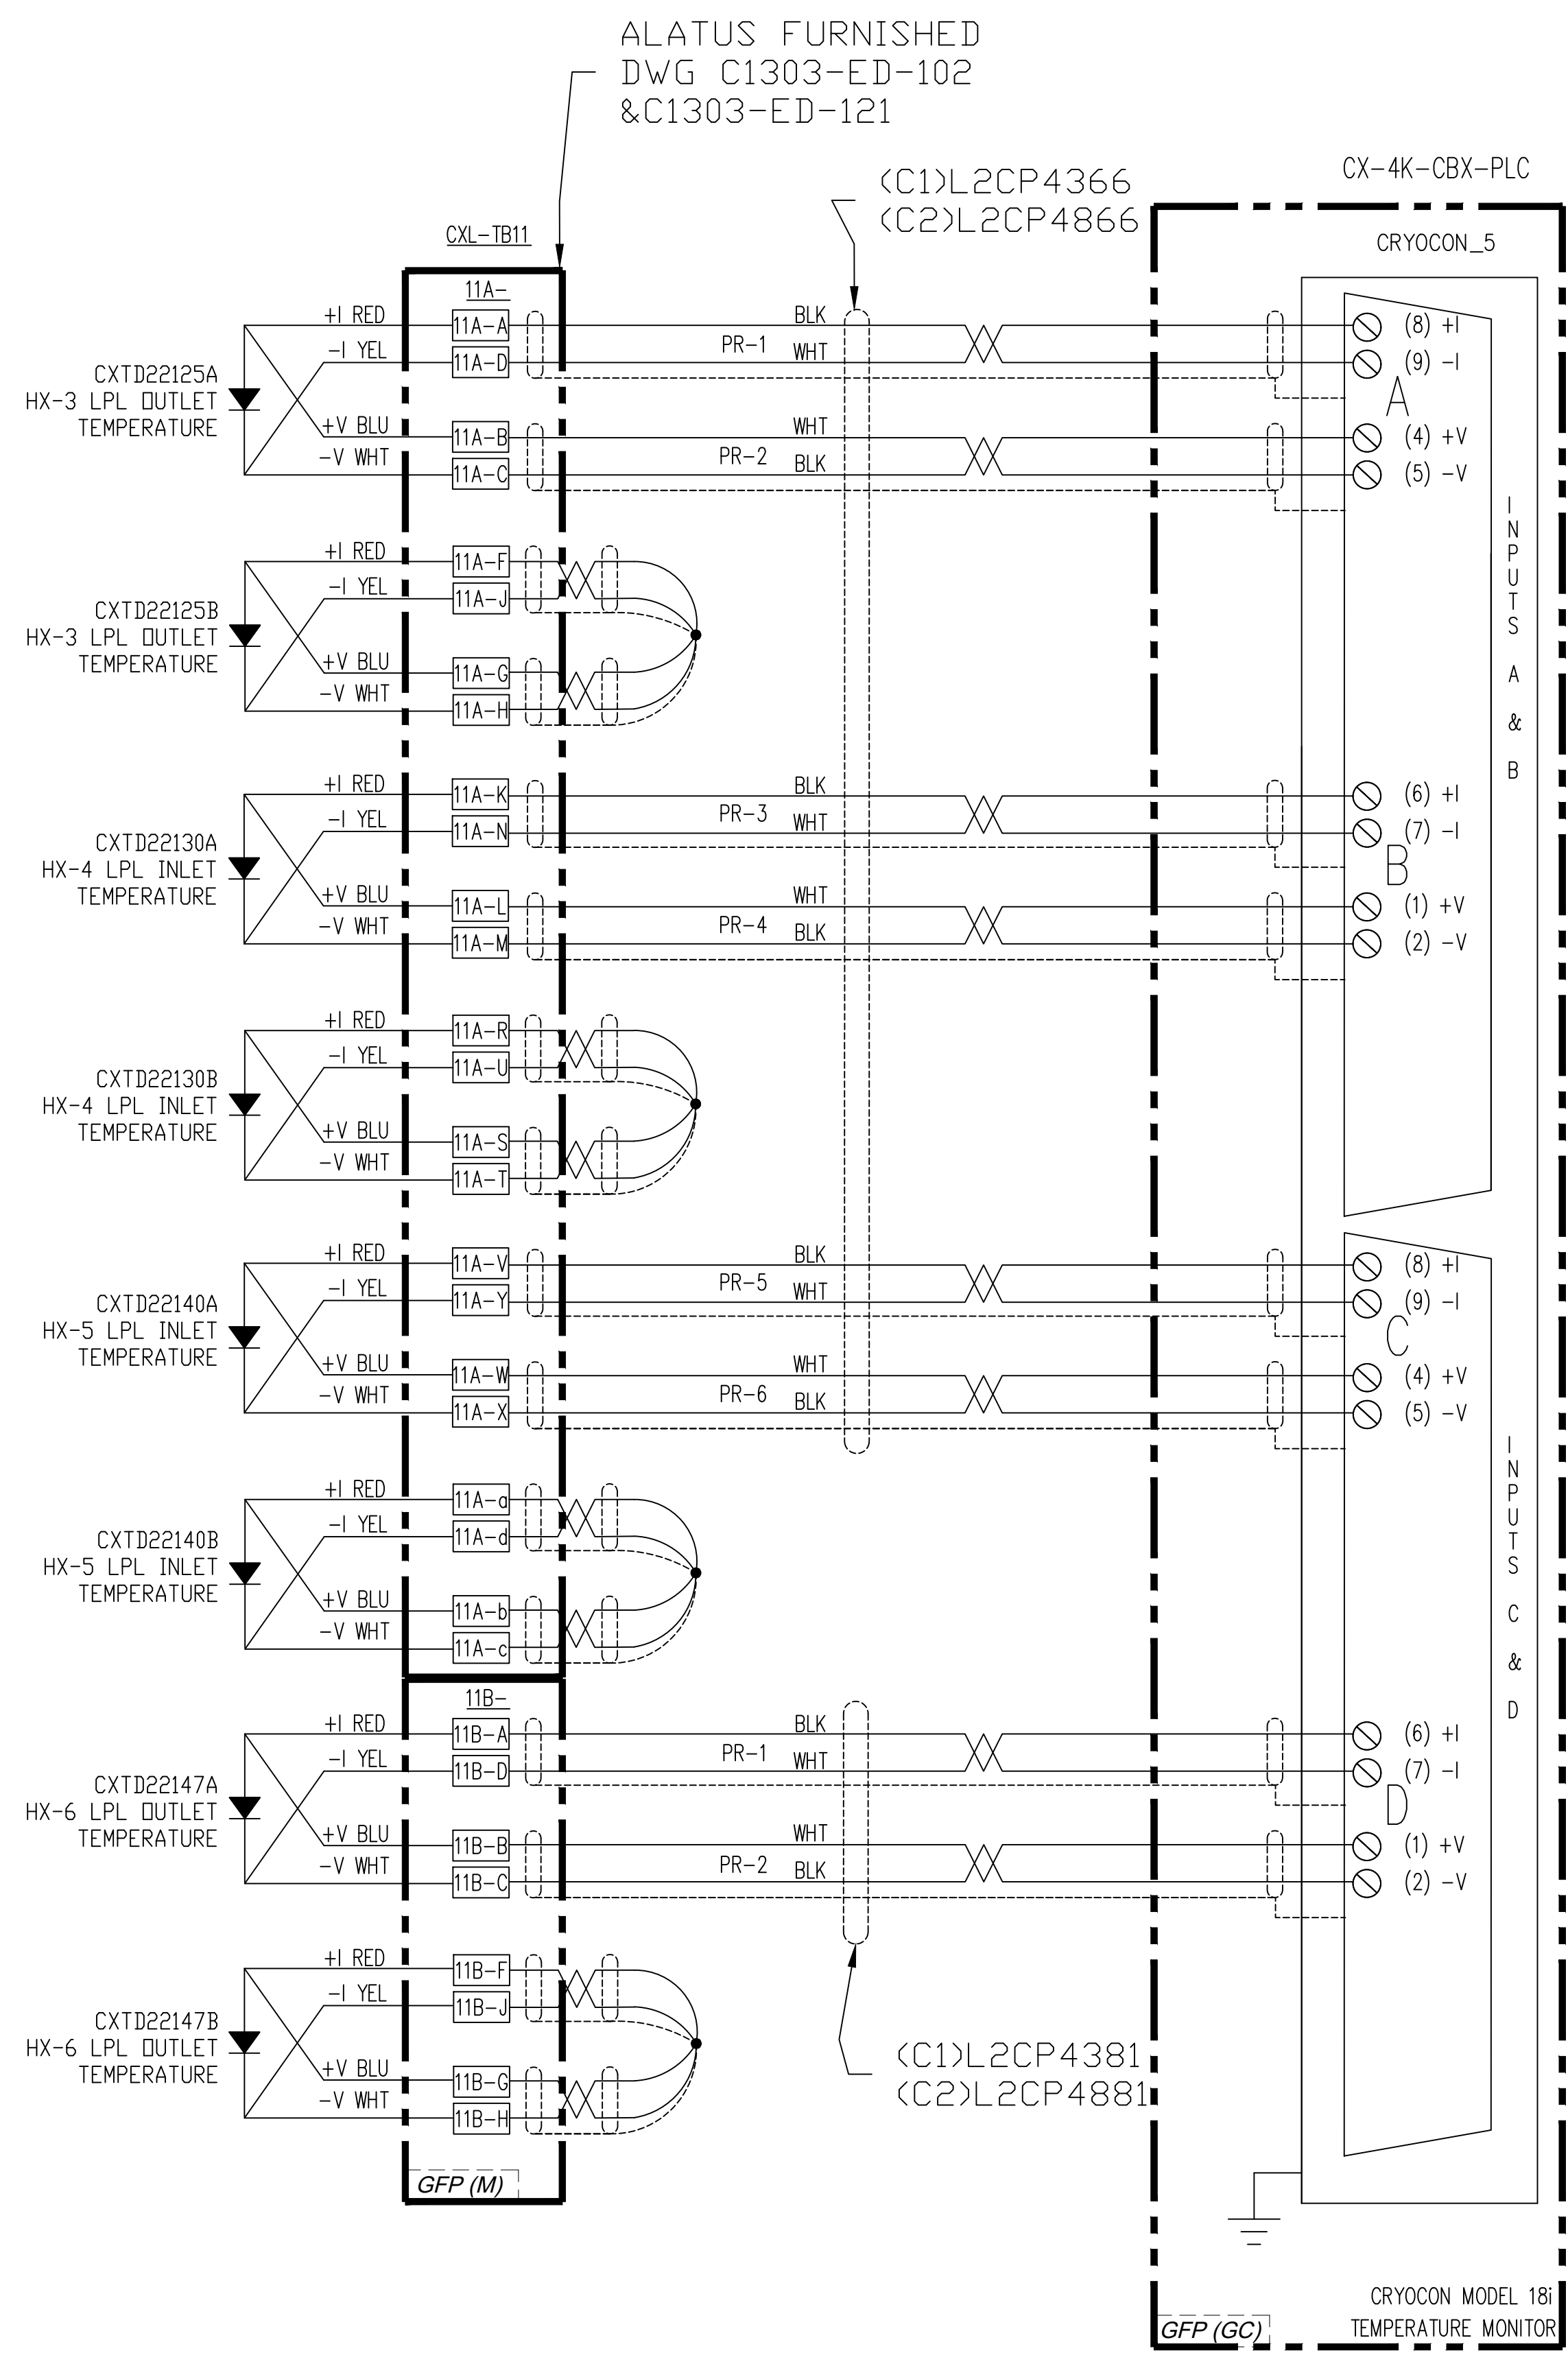 ALATUS FURNISHED
DWG C1303-ED-102
&C1303-ED-121
(C1)L2CP4366
(C2)L2CP4866
CX-4K-CBX-PLC
CRYOCON_5
CXL-TB11
11A-
CXTD22125A
HX-3 LPL OUTLET
TEMPERATURE
+I RED
-I YEL
+V BLU
-V WHT
11A-A
11A-D
11A-B
11A-C
PR-1
BLK
WHT
PR-2
WHT
BLK
(8) +I
(9) -I
A
(4) +V
(5) -V
CXTD22125B
HX-3 LPL OUTLET
TEMPERATURE
+I RED
-I YEL
+V BLU
-V WHT
11A-F
11A-J
11A-G
11A-H
INPUTS A & B
CXTD22130A
HX-4 LPL INLET
TEMPERATURE
+I RED
-I YEL
+V BLU
-V WHT
11A-K
11A-N
11A-L
11A-M
PR-3
BLK
WHT
PR-4
WHT
BLK
(6) +I
(7) -I
B
(1) +V
(2) -V
CXTD22130B
HX-4 LPL INLET
TEMPERATURE
+I RED
-I YEL
+V BLU
-V WHT
11A-R
11A-U
11A-S
11A-T
CXTD22140A
HX-5 LPL INLET
TEMPERATURE
+I RED
-I YEL
+V BLU
-V WHT
11A-V
11A-Y
11A-W
11A-X
PR-5
BLK
WHT
PR-6
WHT
BLK
(8) +I
(9) -I
C
(4) +V
(5) -V
CXTD22140B
HX-5 LPL INLET
TEMPERATURE
+I RED
-I YEL
+V BLU
-V WHT
11A-a
11A-d
11A-b
11A-c
INPUTS C & D
11B-
CXTD22147A
HX-6 LPL OUTLET
TEMPERATURE
+I RED
-I YEL
+V BLU
-V WHT
11B-A
11B-D
11B-B
11B-C
PR-1
BLK
WHT
PR-2
WHT
BLK
(6) +I
(7) -I
D
(1) +V
(2) -V
CXTD22147B
HX-6 LPL OUTLET
TEMPERATURE
+I RED
-I YEL
+V BLU
-V WHT
11B-F
11B-J
11B-G
11B-H
(C1)L2CP4381
(C2)L2CP4881
GFP (M)
CRYOCON MODEL 18i
TEMPERATURE MONITOR
GFP (GC)